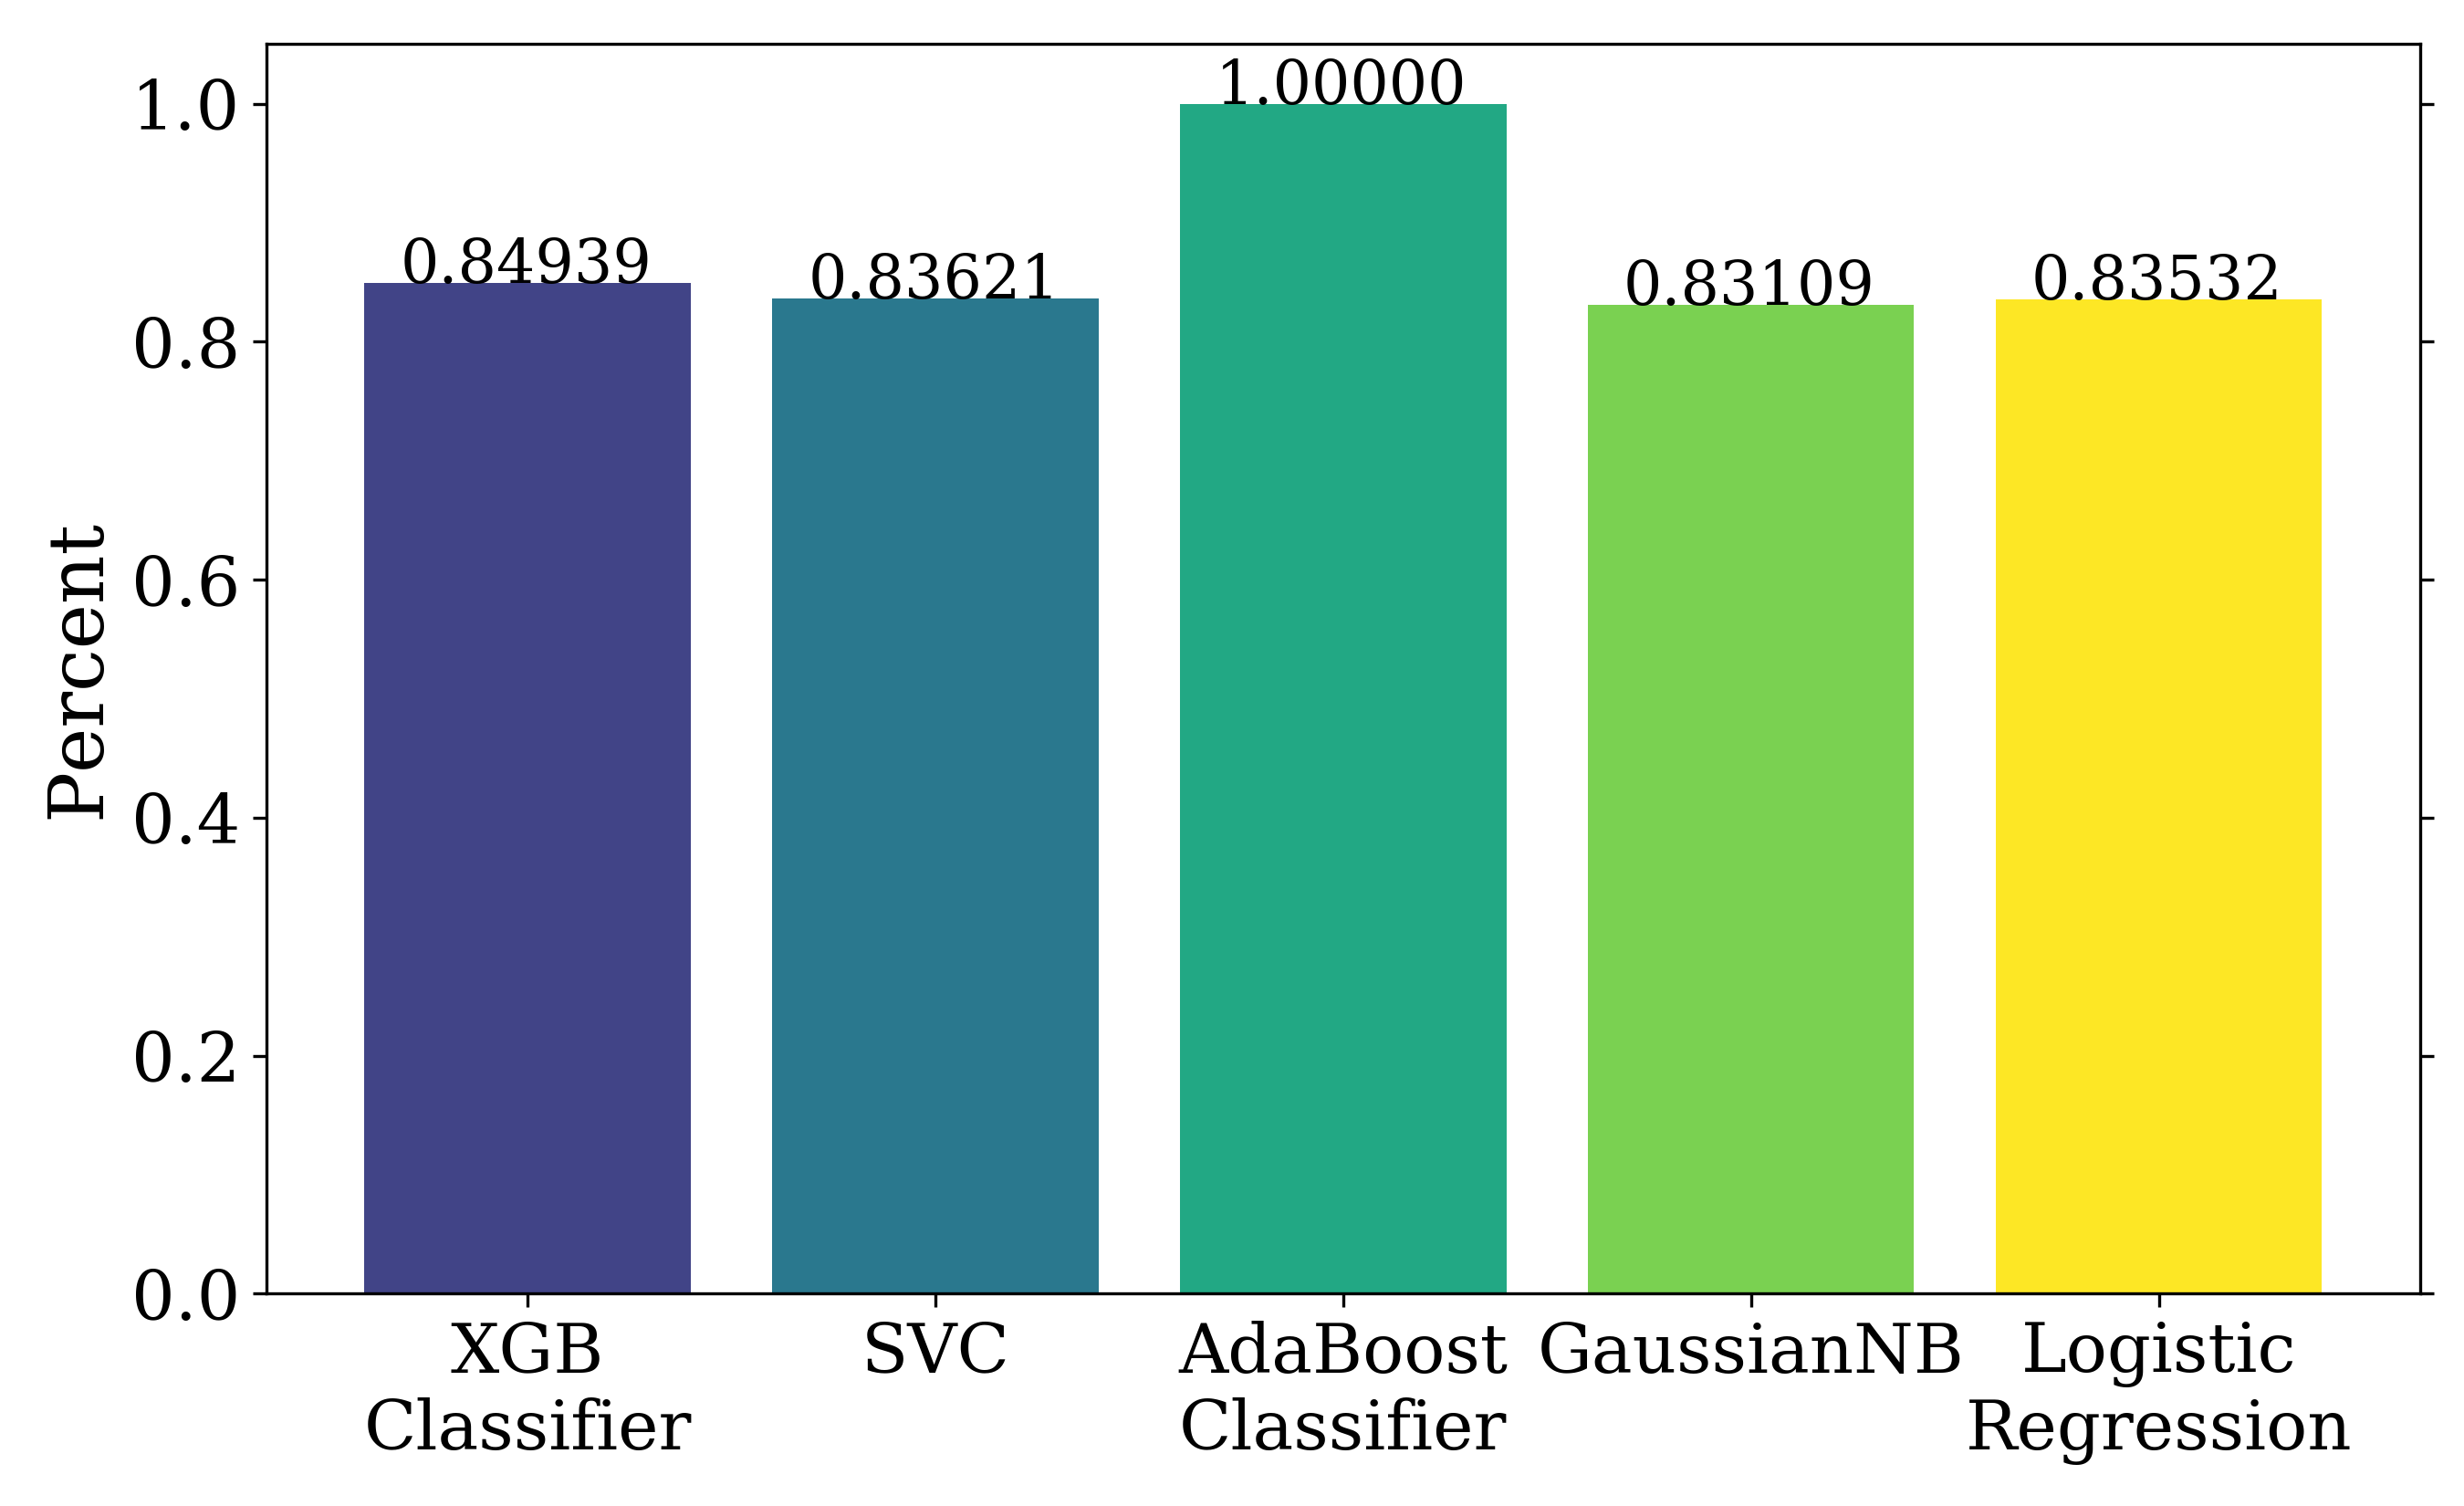 1.00000
0.84939
0.83621
0.83109
0.83532
Percent
1.0
0.8
0.6
0.4
0.2
0.0
XGB
Classifier
SVC
AdaBoost
Classifier
GaussianNB
Logistic
Regression